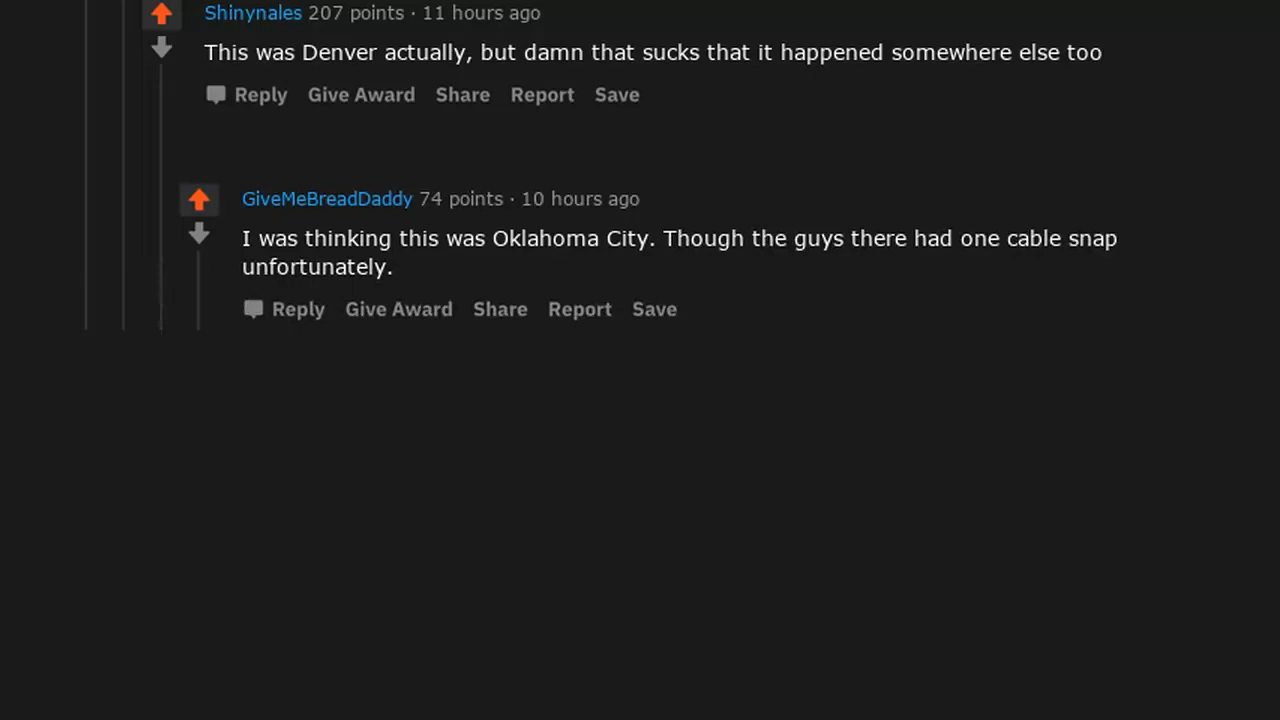 Shinynales 207 points · 11 hours ago
This was Denver actually, but damn that sucks that it happened somewhere else too
Reply Give Award Share Report Save
GiveMeBreadDaddy 74 points · 10 hours ago
I was thinking this was Oklahoma City. Though the guys there had one cable snap
unfortunately.
Reply Give Award Share Report Save